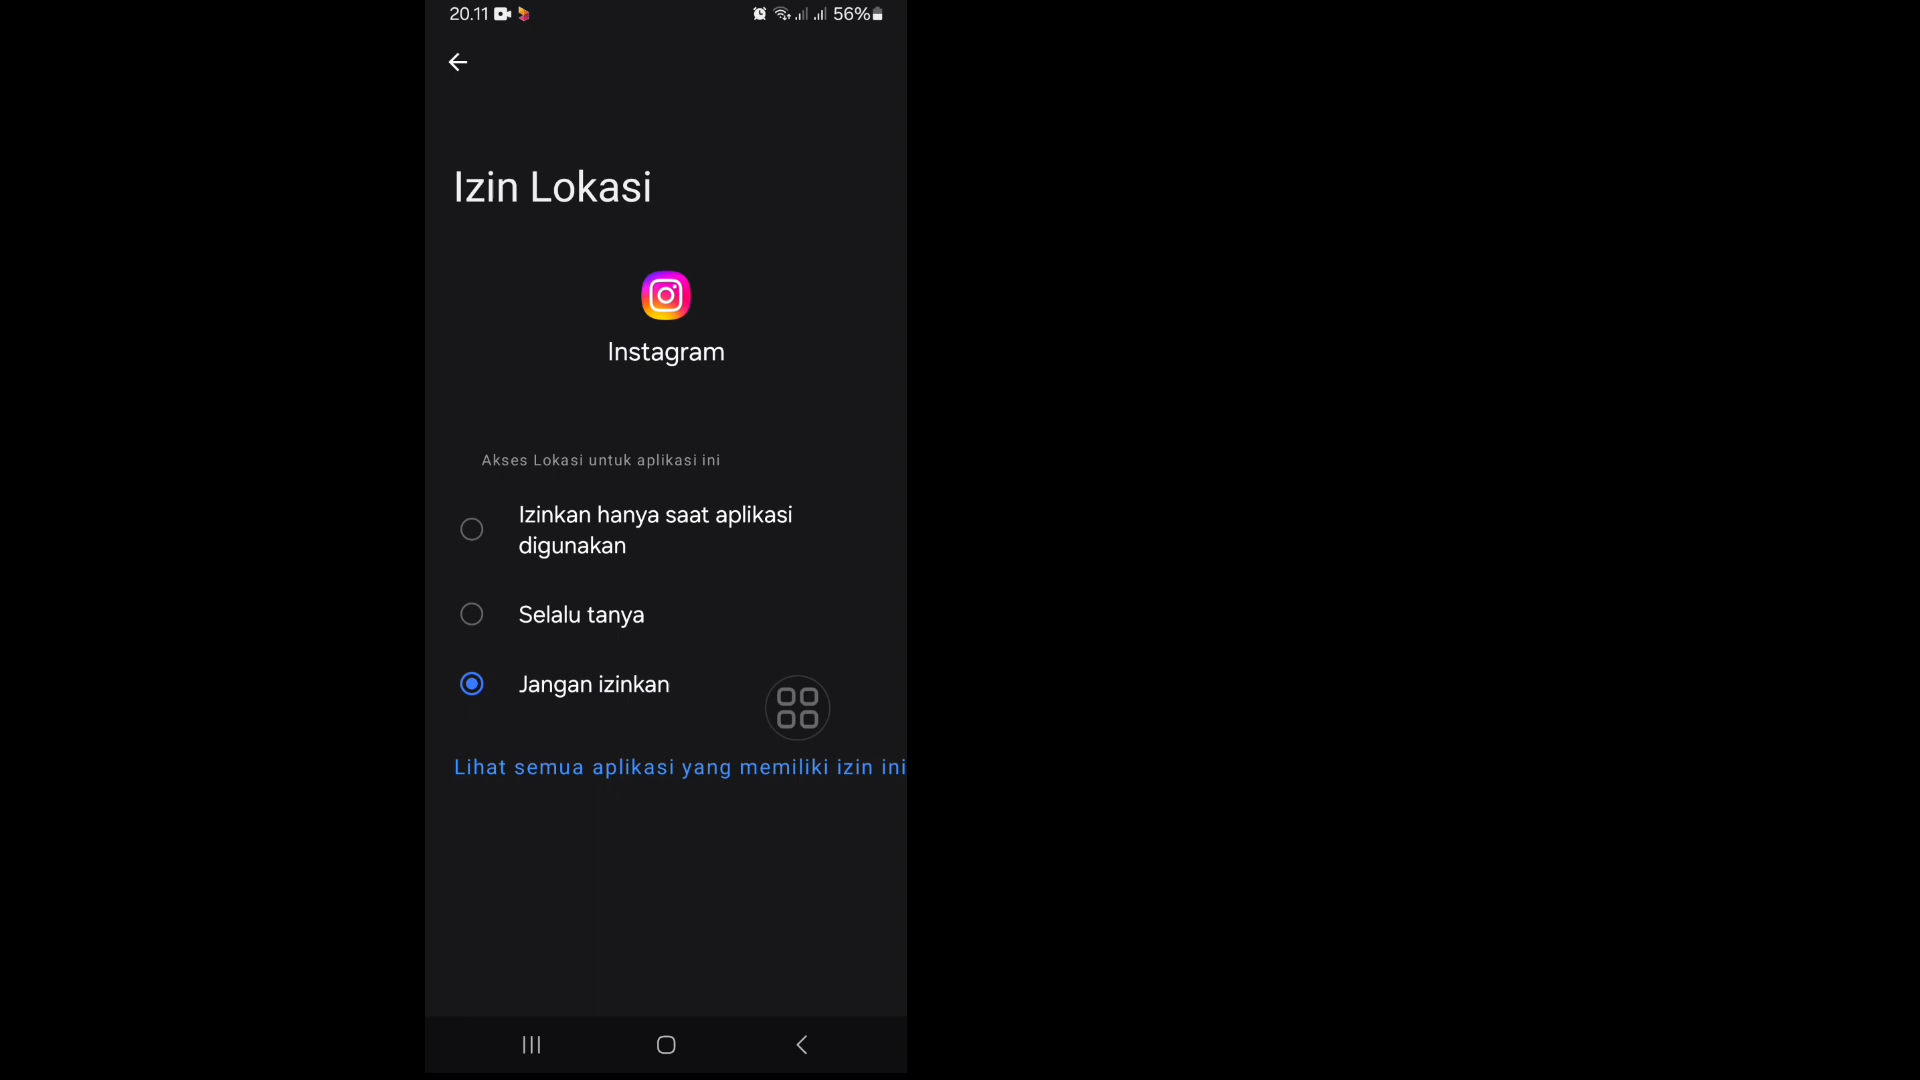 20.11 56%
Izin Lokasi
Instagram
Akses Lokasi untuk aplikasi ini
Izinkan hanya saat aplikasi
digunakan
Selalu tanya
Jangan izinkan
Lihat semua aplikasi yang memiliki izin ini